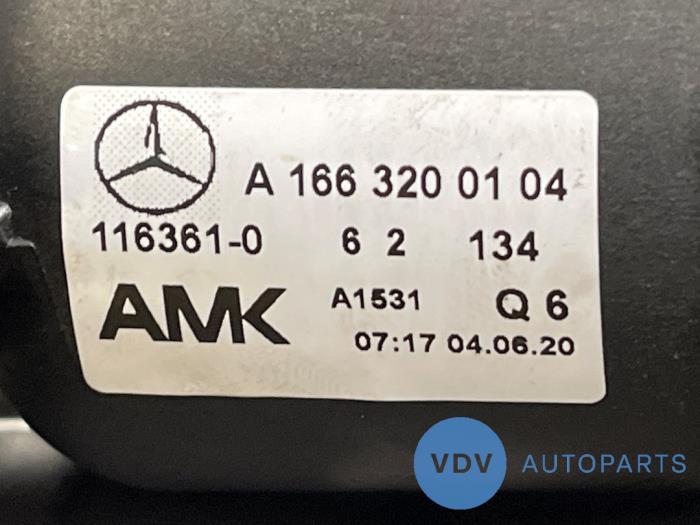 A 166 320 01 04
116361-0 6 2 134
AMK A1531 Q 6
07:17 04.06.20
VDV AUTOPARTS